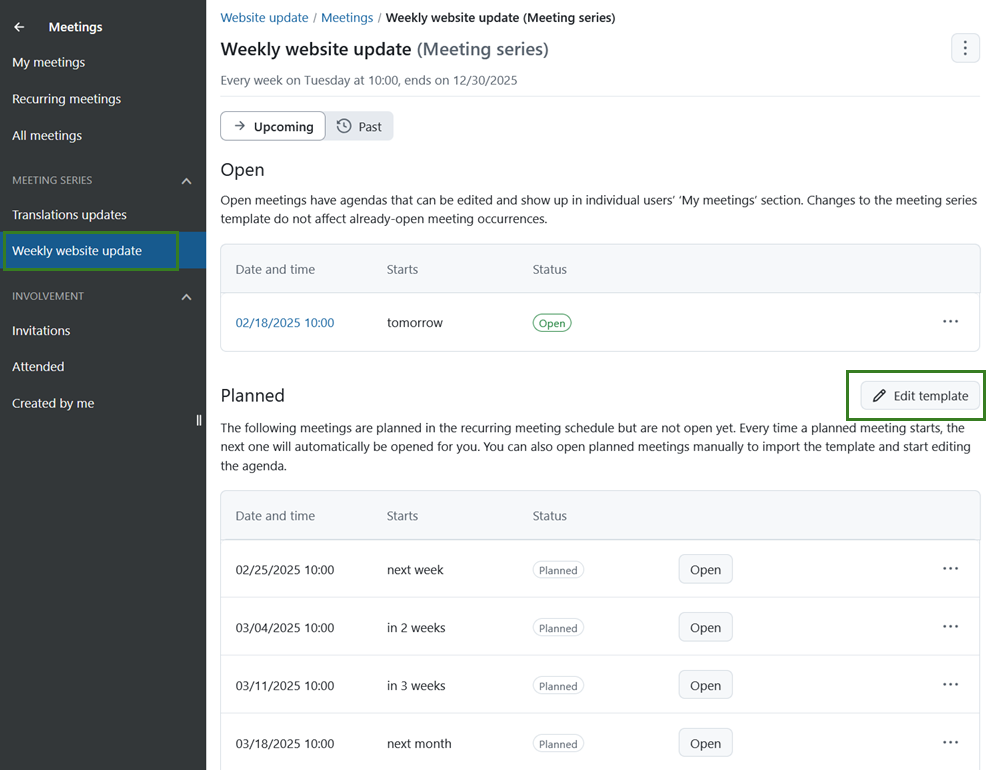 Meetings
My meetings
Recurring meetings
All meetings
MEETING SERIES
Translations updates
Weekly website update
INVOLVEMENT
Invitations
Attended
Created by me
Website update / Meetings / Weekly website update (Meeting series)
Weekly website update (Meeting series)
Every week on Tuesday at 10:00, ends on 12/30/2025
Upcoming Past
Open
Open meetings have agendas that can be edited and show up in individual users’ ‘My meetings’ section. Changes to the meeting series
template do not affect already-open meeting occurrences.
Date and time Starts Status
02/18/2025 10:00 tomorrow Open
Planned Edit template
The following meetings are planned in the recurring meeting schedule but are not open yet. Every time a planned meeting starts, the
next one will automatically be opened for you. You can also open planned meetings manually to import the template and start editing
the agenda.
Date and time Starts Status
02/25/2025 10:00 next week Planned Open
03/04/2025 10:00 in 2 weeks Planned Open
03/11/2025 10:00 in 3 weeks Planned Open
03/18/2025 10:00 next month Planned Open